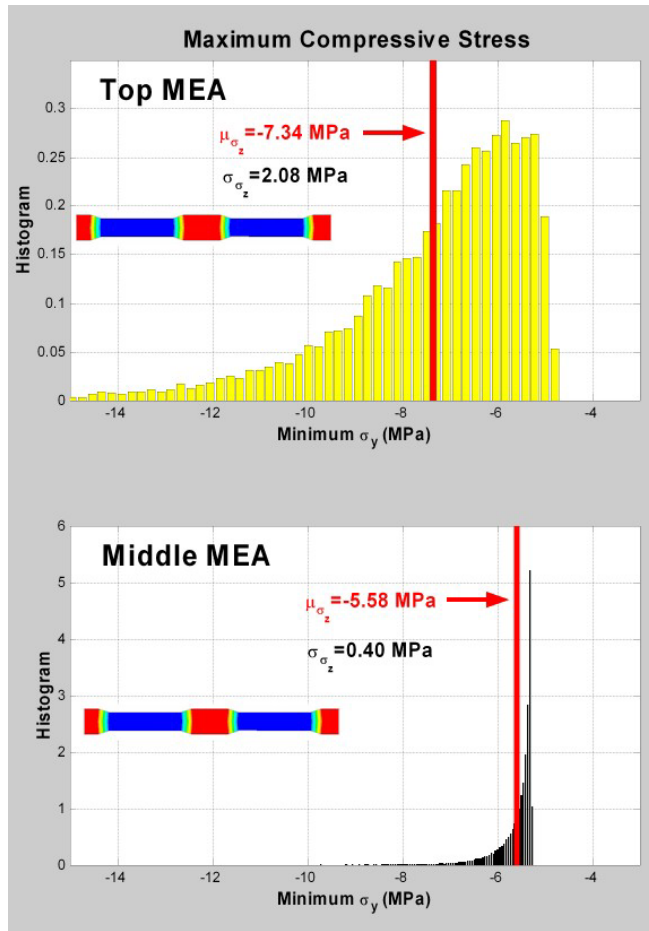 Maximum Compressive Stress
Top MEA
μσz=-7.34 MPa
σσz=2.08 MPa
Histogram
0.3
0.25
0.2
0.15
0.1
0.05
0
-14 -12 -10 -8 -6 -4
Minimum σy (MPa)
Middle MEA
μσz=-5.58 MPa
σσz=0.40 MPa
Histogram
6
5
4
3
2
1
0
-14 -12 -10 -8 -6 -4
Minimum σy (MPa)